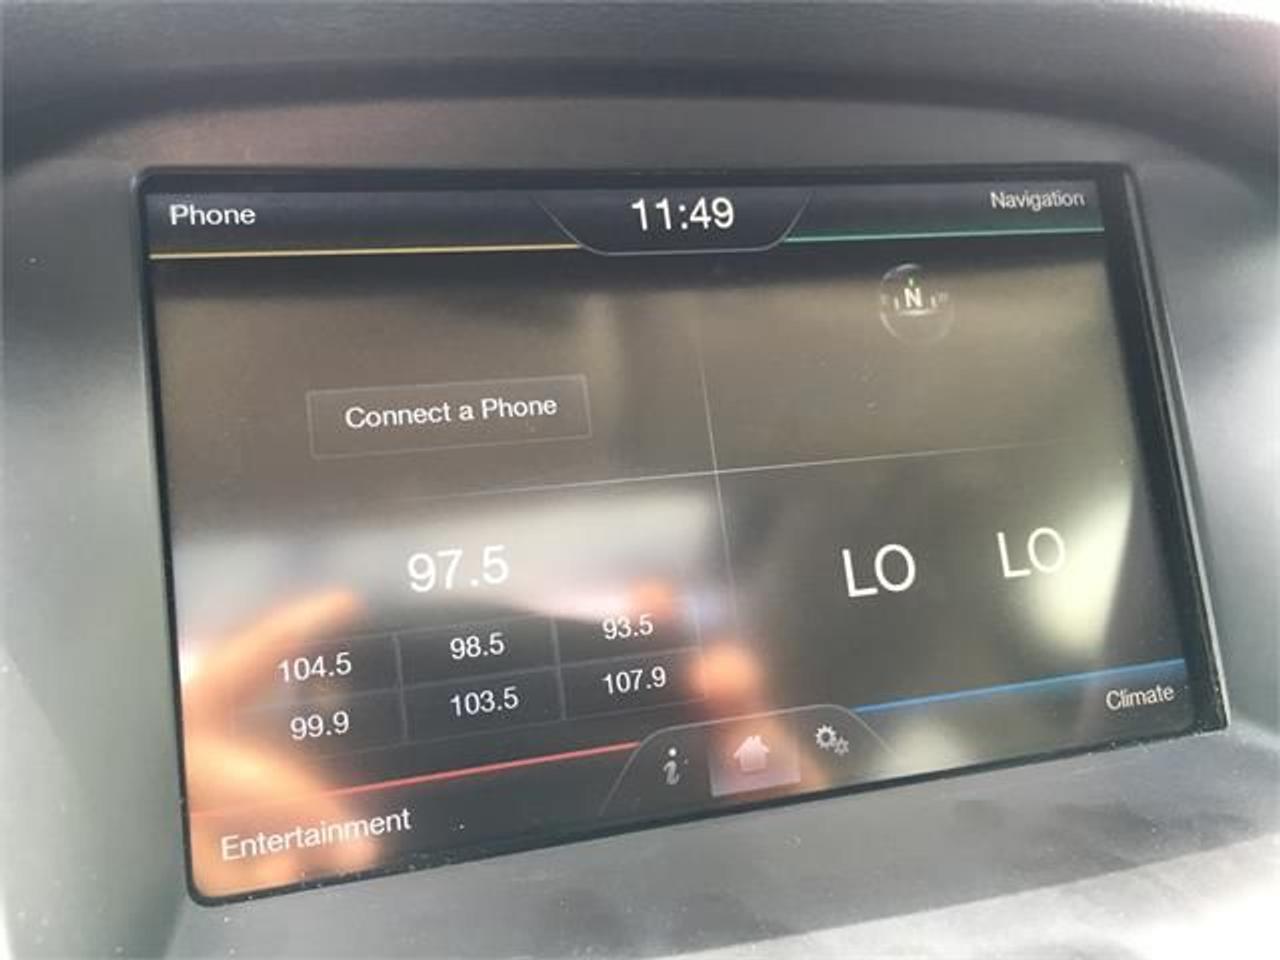 Phone
11:49
Navigation
N
Connect a Phone
97.5
104.5 98.5 93.5
99.9 103.5 107.9
LO LO
i
Entertainment
Climate